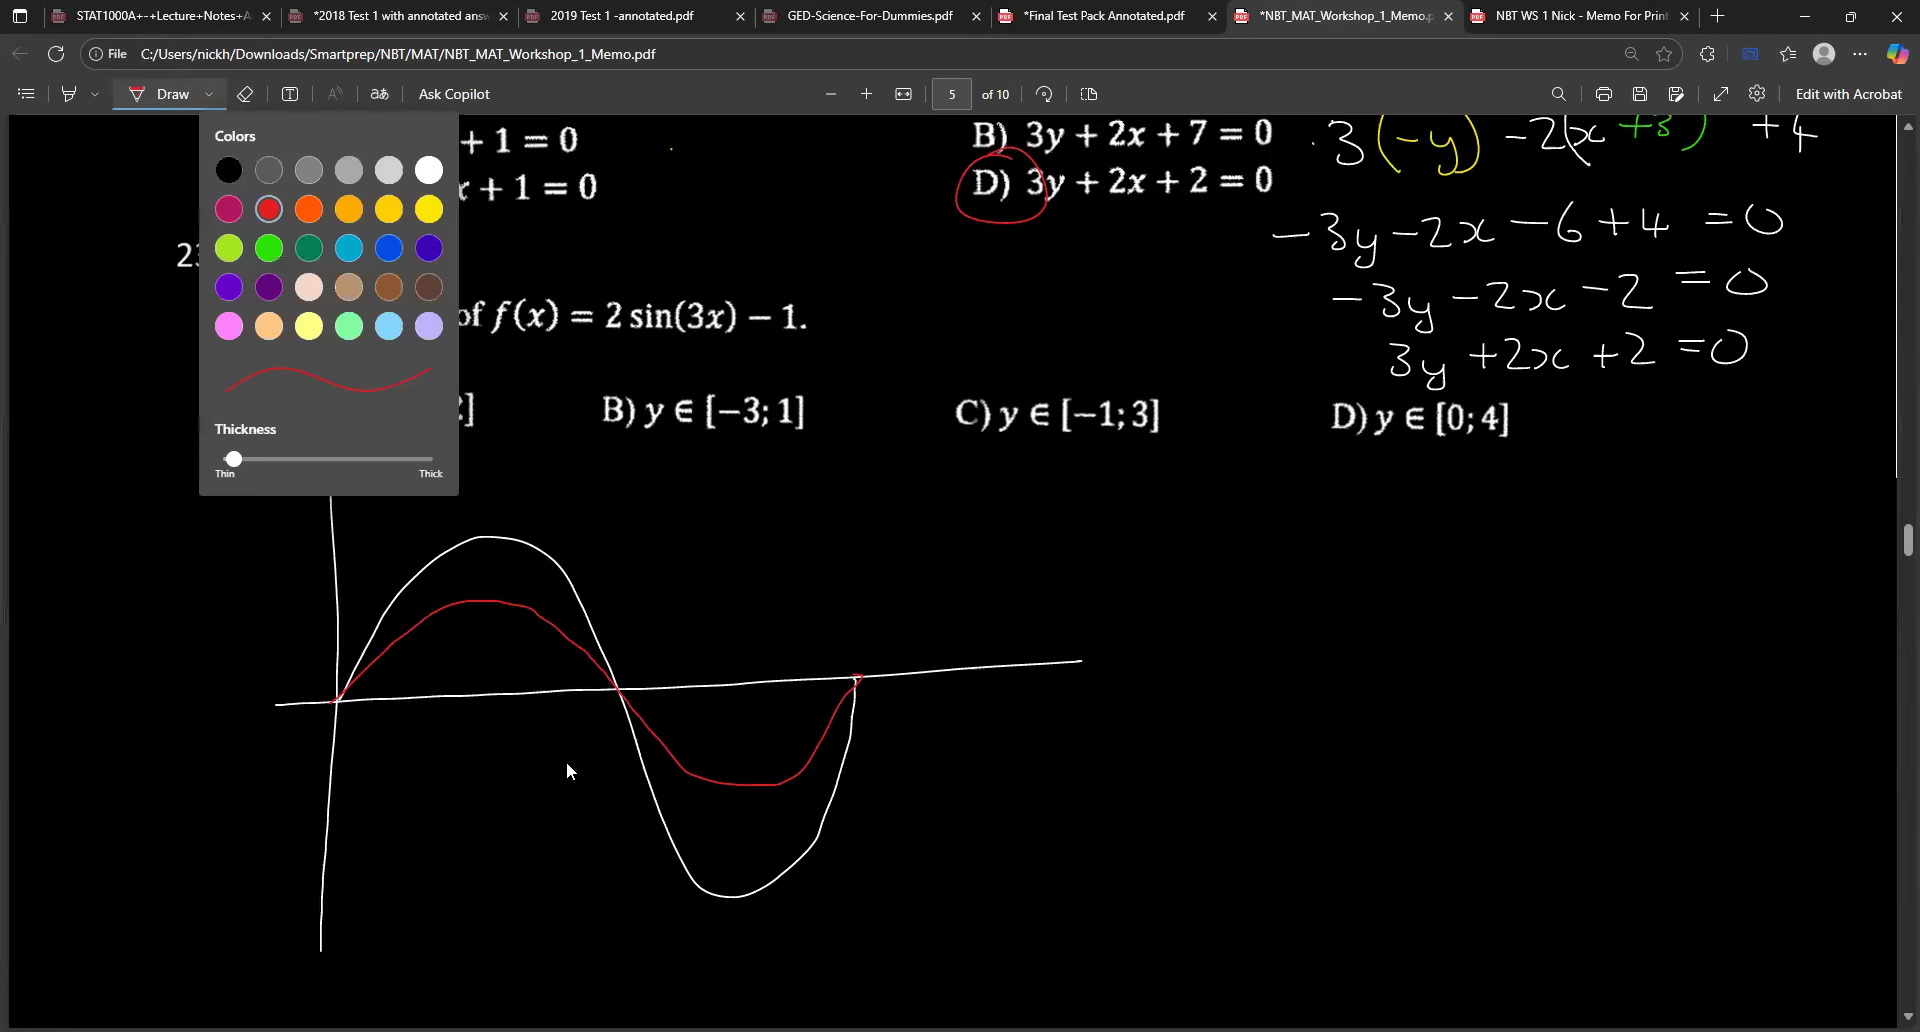 STAT1000A+-+Lecture+Notes+A
*2018 Test 1 with annotated answ
2019 Test 1 -annotated.pdf
GED-Science-For-Dummies.pdf
*Final Test Pack Annotated.pdf
*NBT_MAT_Workshop_1_Memo.p
NBT WS 1 Nick - Memo For Print
File C:/Users/nickh/Downloads/Smartprep/NBT/MAT/NBT_MAT_Workshop_1_Memo.pdf
Draw aあ Ask Copilot 5 of 10 Edit with Acrobat
Colors
Thickness
Thin Thick
+ 1 = 0
B) 3y + 2x + 7 = 0
x + 1 = 0
D) 3y + 2x + 2 = 0
3(-y) -2(x +3) +4
-3y -2x -6 +4 =0
-3y -2x -2 =0
3y +2x +2 =0
of f(x) = 2 sin(3x) − 1.
] B) y ∈ [−3; 1] C) y ∈ [−1; 3] D) y ∈ [0; 4]